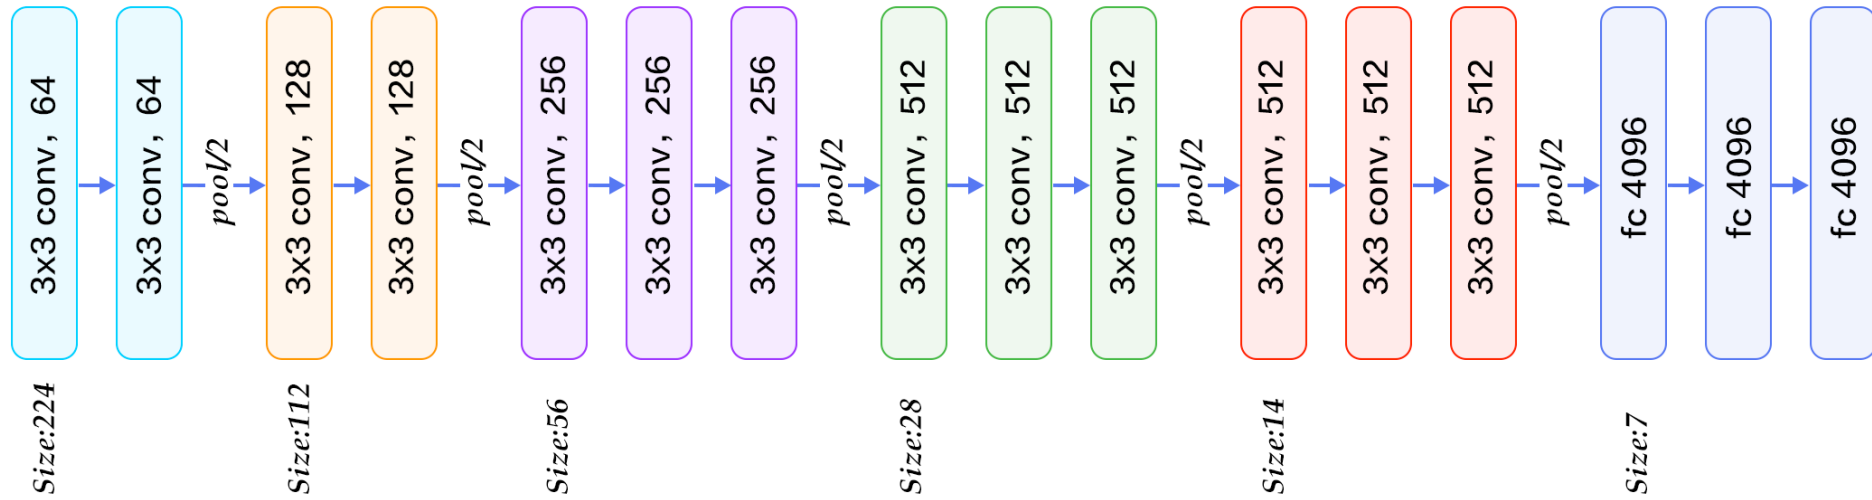 3x3 conv, 64
3x3 conv, 64
pool/2
3x3 conv, 128
3x3 conv, 128
pool/2
3x3 conv, 256
3x3 conv, 256
3x3 conv, 256
pool/2
3x3 conv, 512
3x3 conv, 512
3x3 conv, 512
pool/2
3x3 conv, 512
3x3 conv, 512
3x3 conv, 512
pool/2
fc 4096
fc 4096
fc 4096
Size:224
Size:112
Size:56
Size:28
Size:14
Size:7